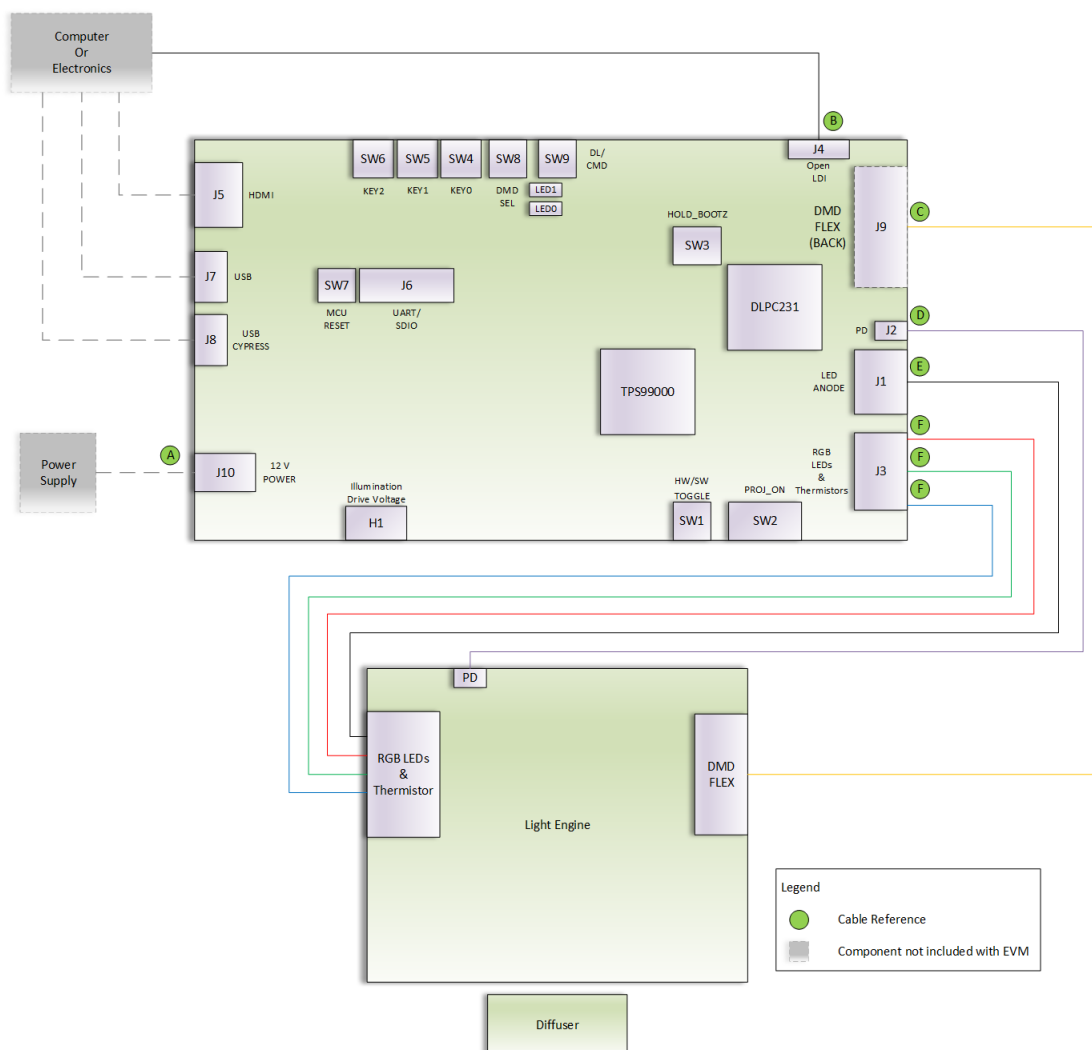 Computer
Or
Electronics
B
SW6
SW5
SW4
SW8
SW9
DL/
CMD
J4
Open
LDI
KEY2
KEY1
KEY0
DMD
SEL
LED1
LED0
J5
HDMI
HOLD_BOOTZ
SW3
DMD
FLEX
(BACK)
J9
C
J7
USB
SW7
MCU
RESET
J6
UART/
SDIO
DLPC231
J8
USB
CYPRESS
PD
J2
D
TPS99000
LED
ANODE
J1
E
Power
Supply
A
J10
12 V
POWER
Illumination
Drive Voltage
H1
HW/SW
TOGGLE
SW1
PROJ_ON
SW2
RGB
LEDs
&
Thermistors
J3
F
F
F
PD
RGB LEDs
&
Thermistor
DMD
FLEX
Light Engine
Legend
Cable Reference
Component not included with EVM
Diffuser